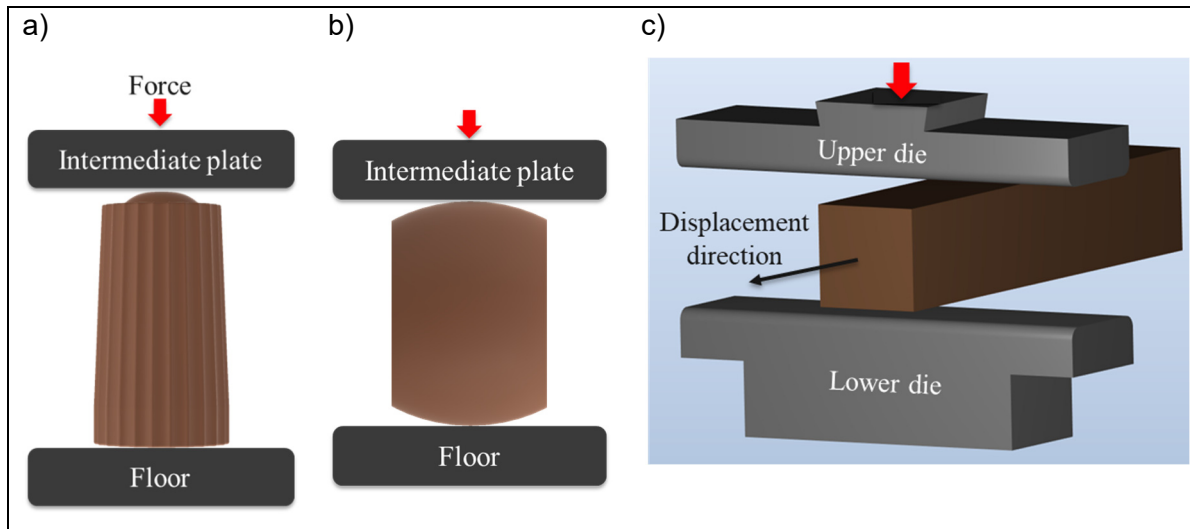 a)
Force
Intermediate plate
Floor
b)
Intermediate plate
Floor
c)
Upper die
Displacement
direction
Lower die